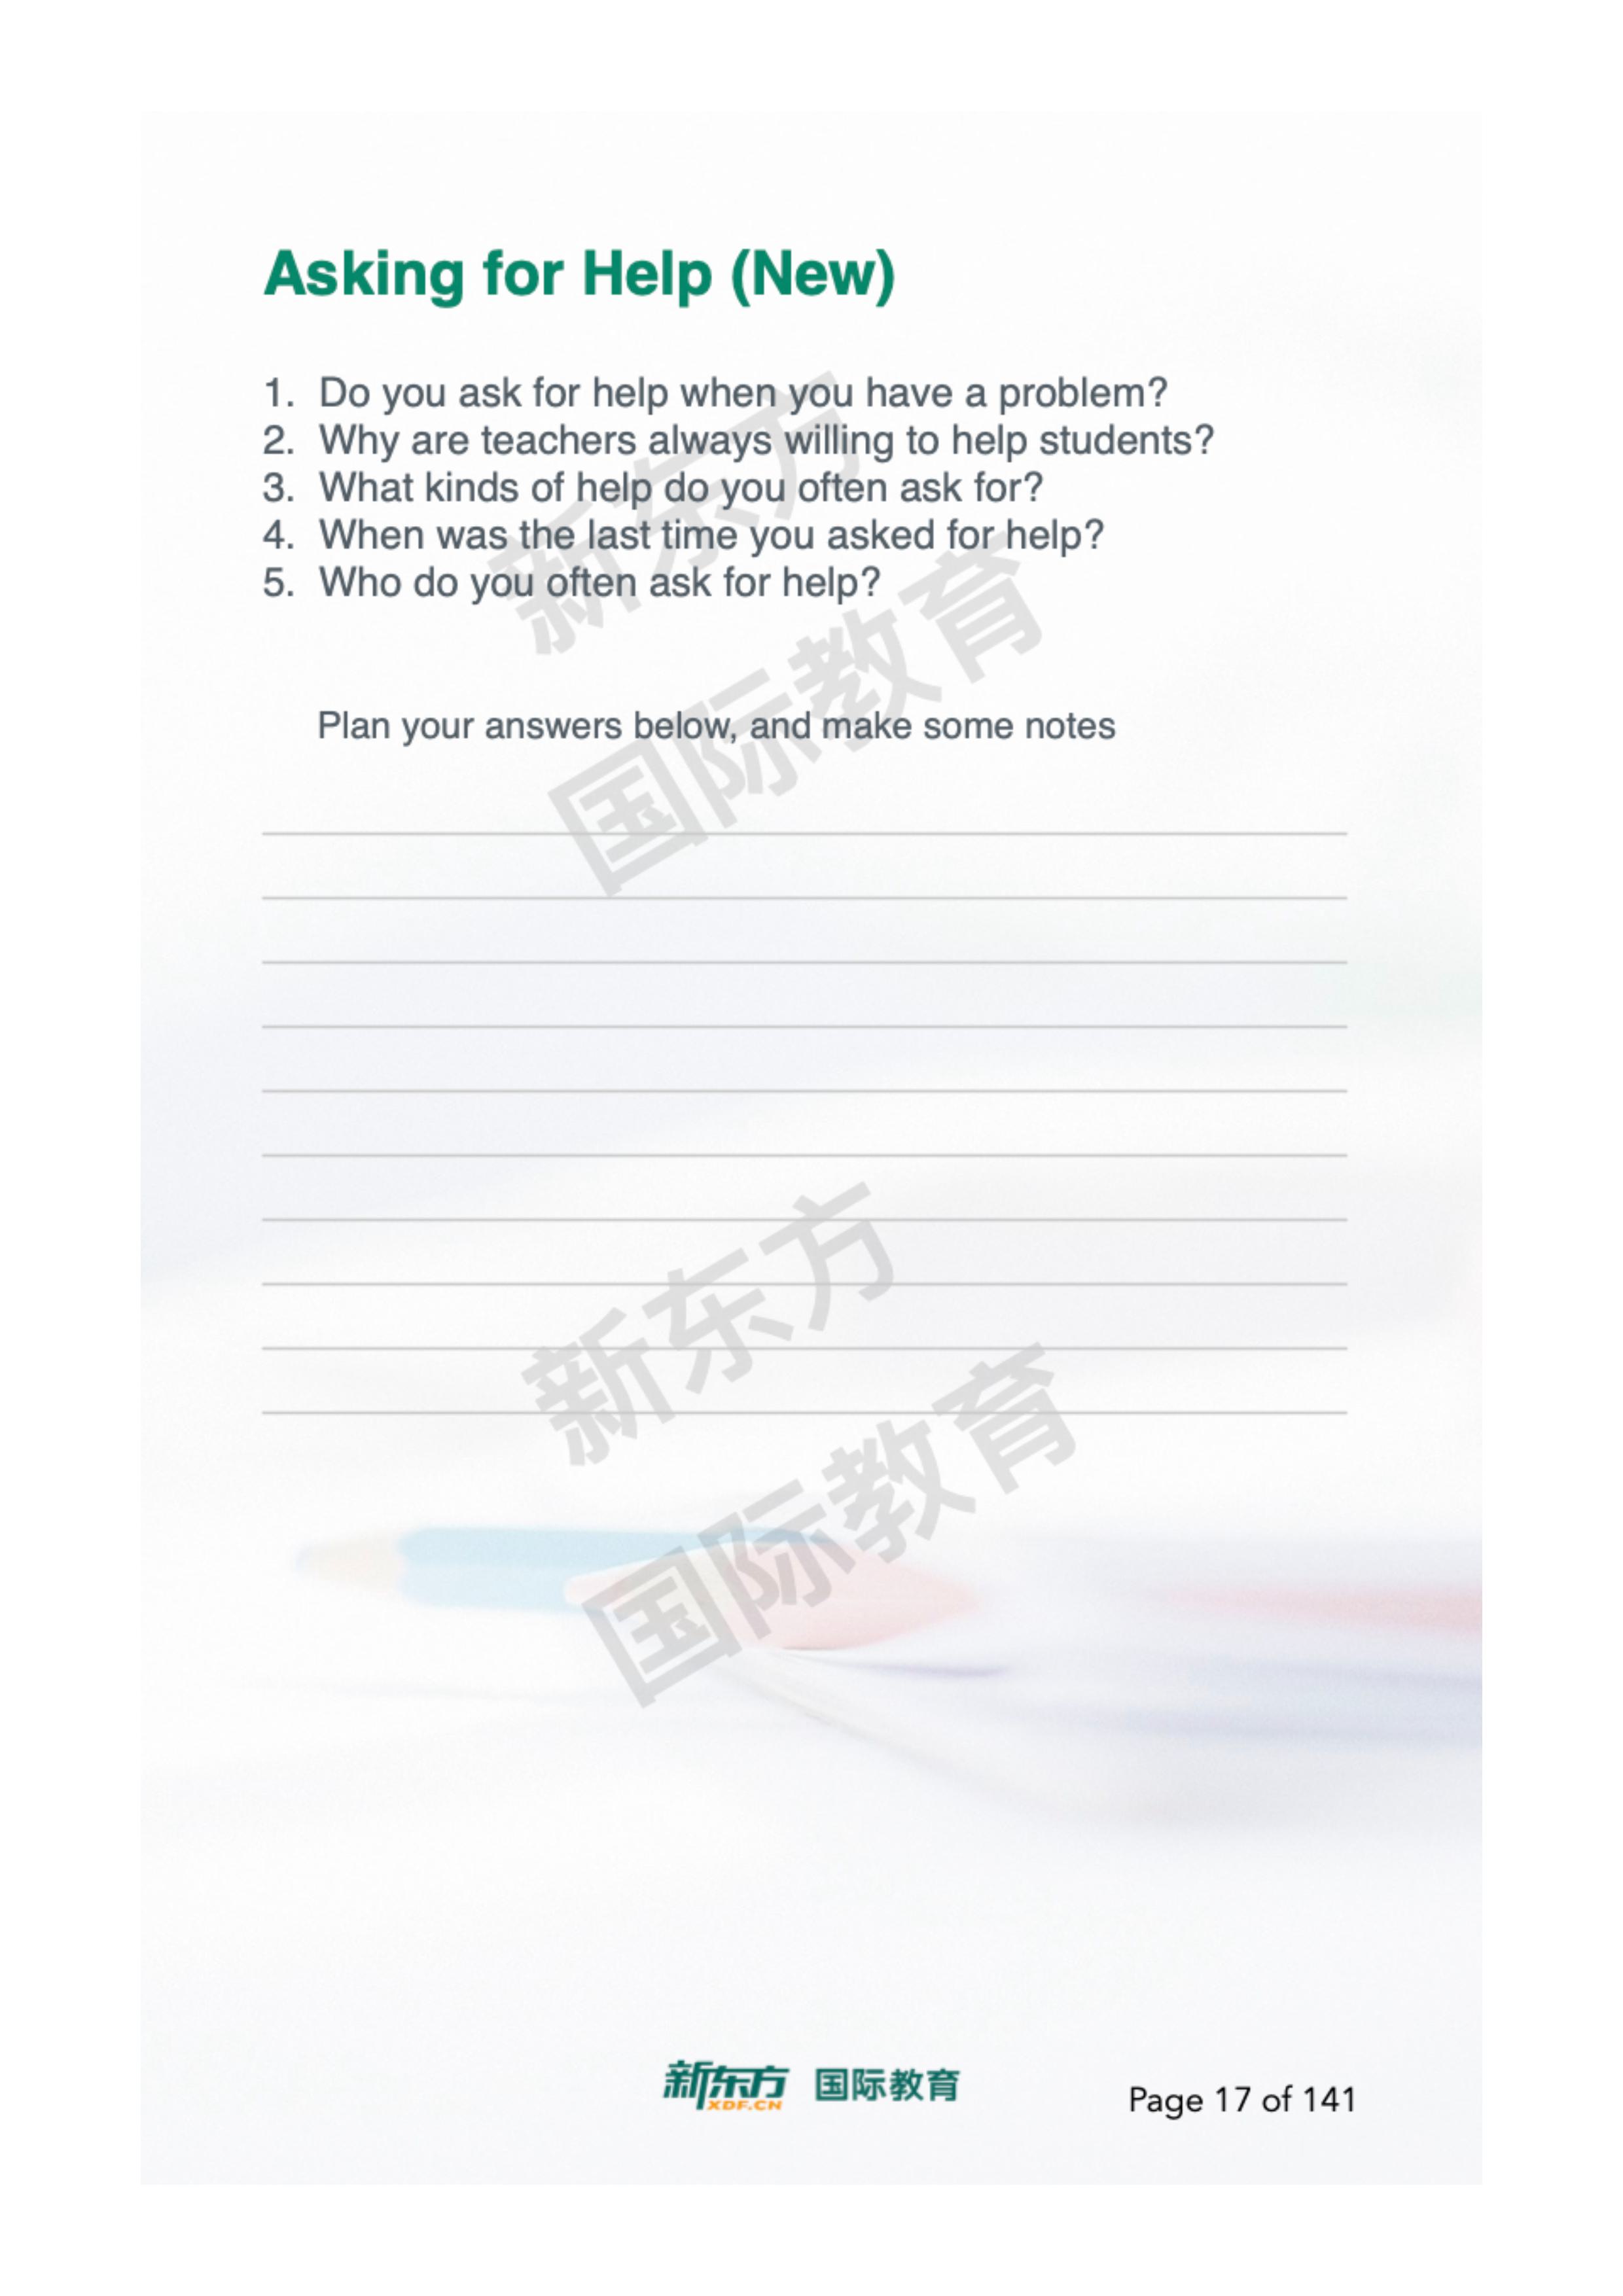 Asking for Help (New)
1. Do you ask for help when you have a problem?
2. Why are teachers always willing to help students?
3. What kinds of help do you often ask for?
4. When was the last time you asked for help?
5. Who do you often ask for help?
新东方
国际教育
Plan your answers below, and make some notes
新东方
国际教育
新东方 国际教育
XDF.CN
Page 17 of 141